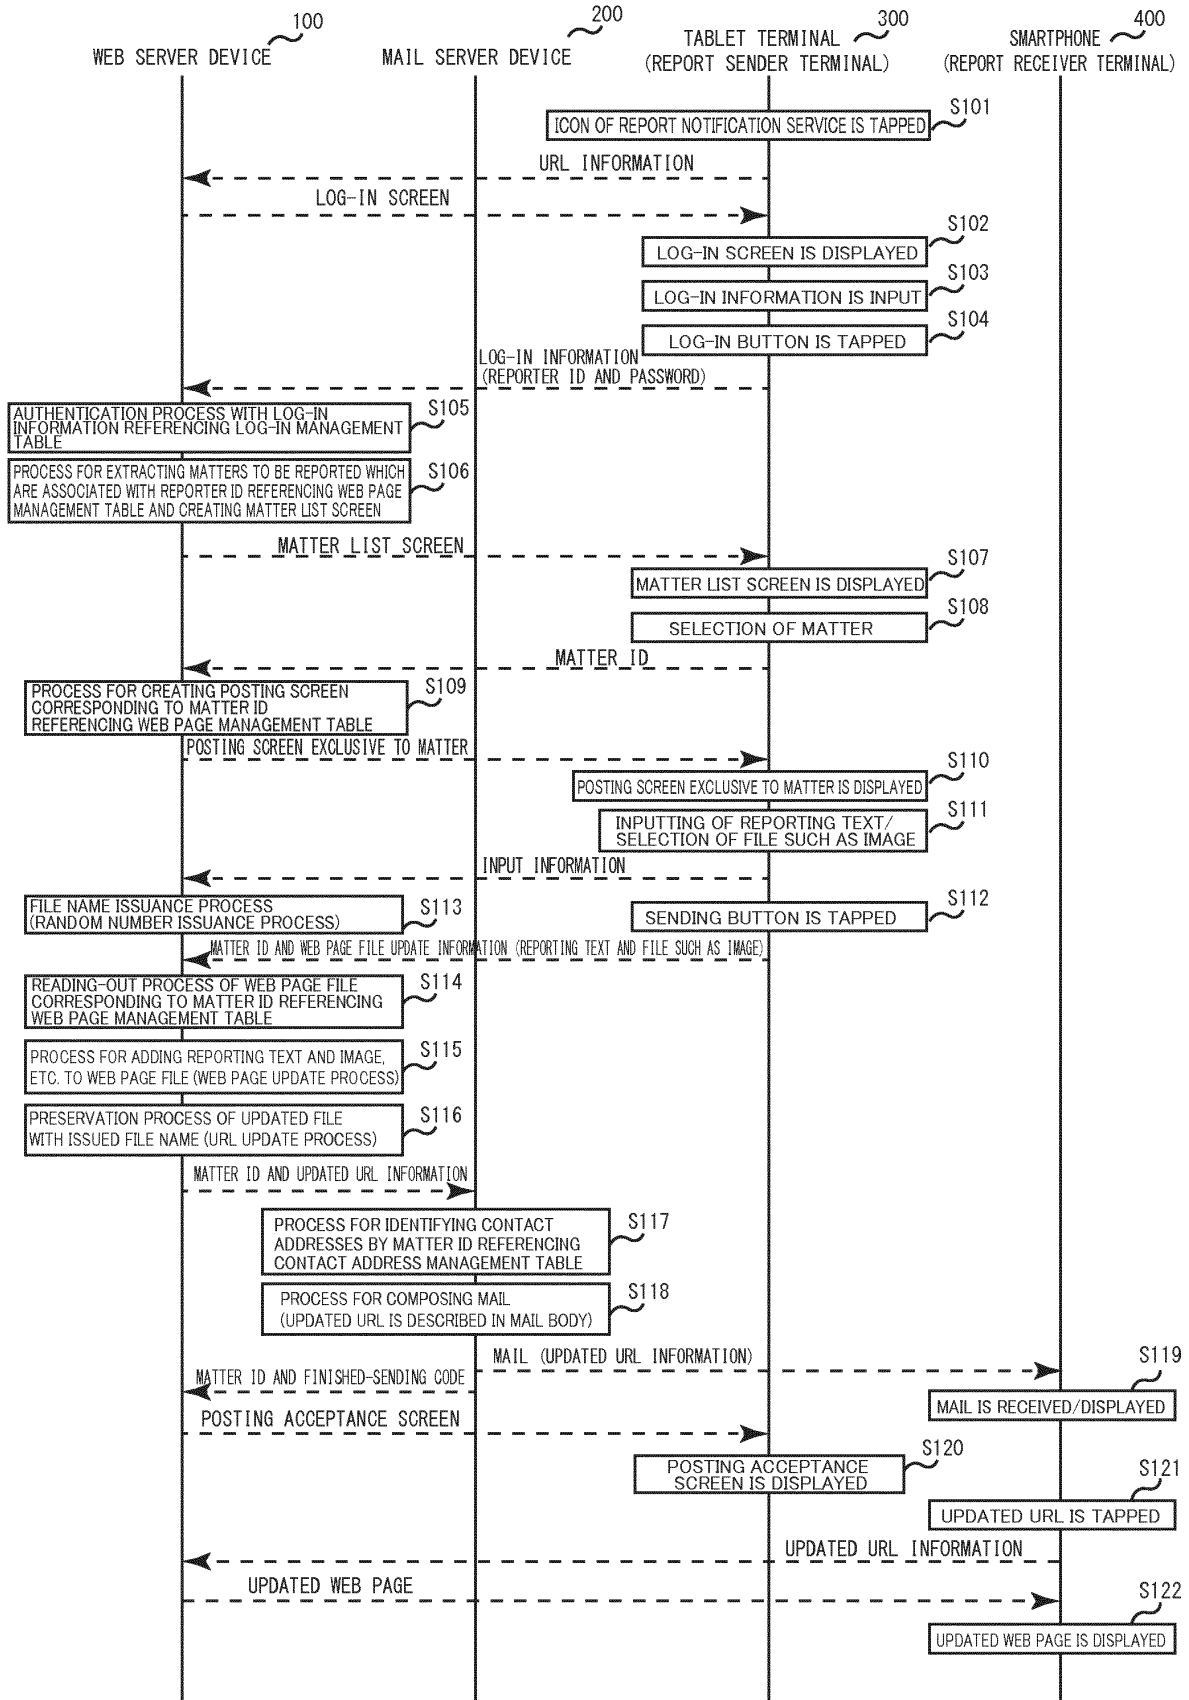 100
200
300
400
WEB SERVER DEVICE
MAIL SERVER DEVICE
TABLET TERMINAL
(REPORT SENDER TERMINAL)
SMARTPHONE
(REPORT RECEIVER TERMINAL)
S101
ICON OF REPORT NOTIFICATION SERVICE IS TAPPED
URL INFORMATION
LOG-IN SCREEN
S102
LOG-IN SCREEN IS DISPLAYED
S103
LOG-IN INFORMATION IS INPUT
S104
LOG-IN BUTTON IS TAPPED
LOG-IN INFORMATION
(REPORTER ID AND PASSWORD)
S105
AUTHENTICATION PROCESS WITH LOG-IN
INFORMATION REFERENCING LOG-IN MANAGEMENT
TABLE
S106
PROCESS FOR EXTRACTING MATTERS TO BE REPORTED WHICH
ARE ASSOCIATED WITH REPORTER ID REFERENCING WEB PAGE
MANAGEMENT TABLE AND CREATING MATTER LIST SCREEN
MATTER LIST SCREEN
S107
MATTER LIST SCREEN IS DISPLAYED
S108
SELECTION OF MATTER
MATTER ID
S109
PROCESS FOR CREATING POSTING SCREEN
CORRESPONDING TO MATTER ID
REFERENCING WEB PAGE MANAGEMENT TABLE
POSTING SCREEN EXCLUSIVE TO MATTER
S110
POSTING SCREEN EXCLUSIVE TO MATTER IS DISPLAYED
S111
INPUTTING OF REPORTING TEXT/
SELECTION OF FILE SUCH AS IMAGE
INPUT INFORMATION
S113
FILE NAME ISSUANCE PROCESS
(RANDOM NUMBER ISSUANCE PROCESS)
S112
SENDING BUTTON IS TAPPED
MATTER ID AND WEB PAGE FILE UPDATE INFORMATION (REPORTING TEXT AND FILE SUCH AS IMAGE)
S114
READING-OUT PROCESS OF WEB PAGE FILE
CORRESPONDING TO MATTER ID REFERENCING
WEB PAGE MANAGEMENT TABLE
S115
PROCESS FOR ADDING REPORTING TEXT AND IMAGE,
ETC. TO WEB PAGE FILE (WEB PAGE UPDATE PROCESS)
S116
PRESERVATION PROCESS OF UPDATED FILE
WITH ISSUED FILE NAME (URL UPDATE PROCESS)
MATTER ID AND UPDATED URL INFORMATION
S117
PROCESS FOR IDENTIFYING CONTACT
ADDRESSES BY MATTER ID REFERENCING
CONTACT ADDRESS MANAGEMENT TABLE
S118
PROCESS FOR COMPOSING MAIL
(UPDATED URL IS DESCRIBED IN MAIL BODY)
MAIL (UPDATED URL INFORMATION)
S119
MATTER ID AND FINISHED-SENDING CODE
MAIL IS RECEIVED/DISPLAYED
POSTING ACCEPTANCE SCREEN
S120
POSTING ACCEPTANCE
SCREEN IS DISPLAYED
S121
UPDATED URL IS TAPPED
UPDATED URL INFORMATION
UPDATED WEB PAGE
S122
UPDATED WEB PAGE IS DISPLAYED